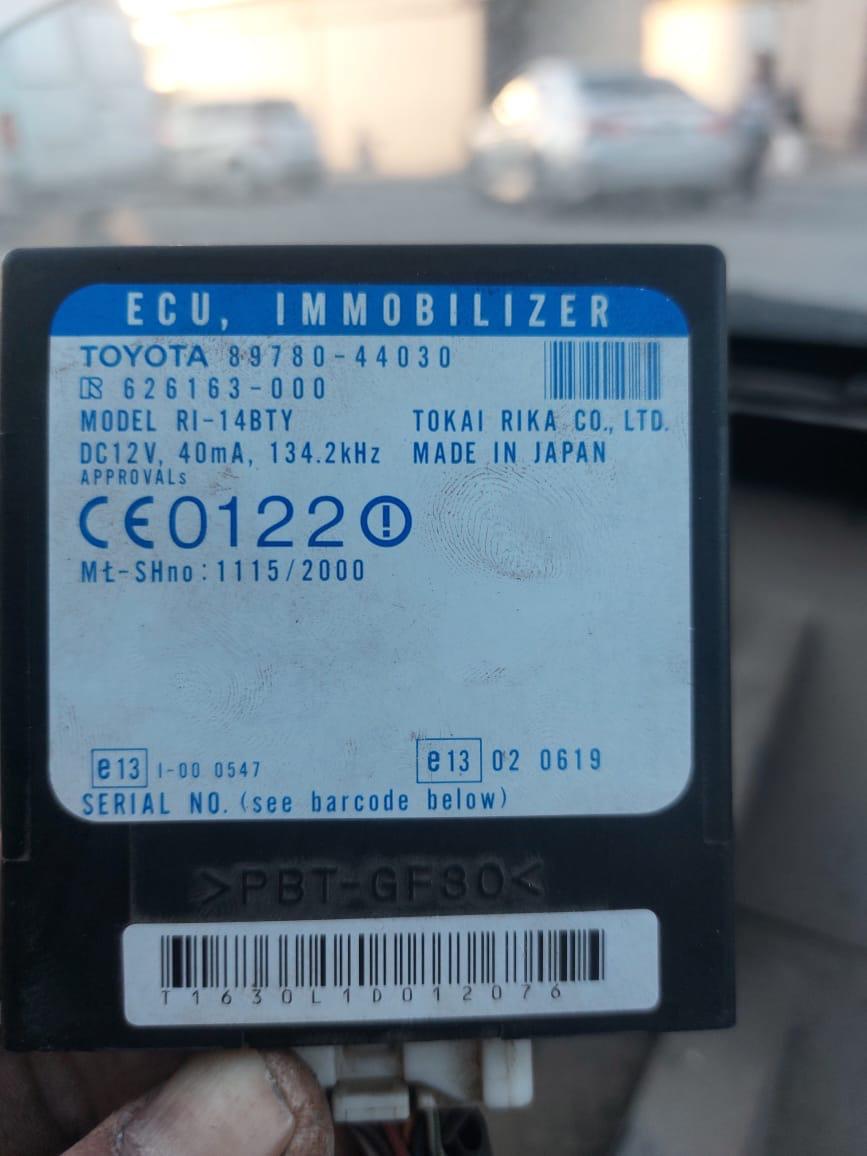 ECU, IMMOBILIZER
TOYOTA 89780-44030
R 626163-000
MODEL RI-14BTY TOKAI RIKA CO., LTD.
DC12V, 40mA, 134.2kHz MADE IN JAPAN
APPROVALs
CE0122
MŁ-SHno:1115/2000
e13 I-00 0547 e13 02 0619
SERIAL NO. (see barcode below)
>PBT-GF30<
T1630L1D012076